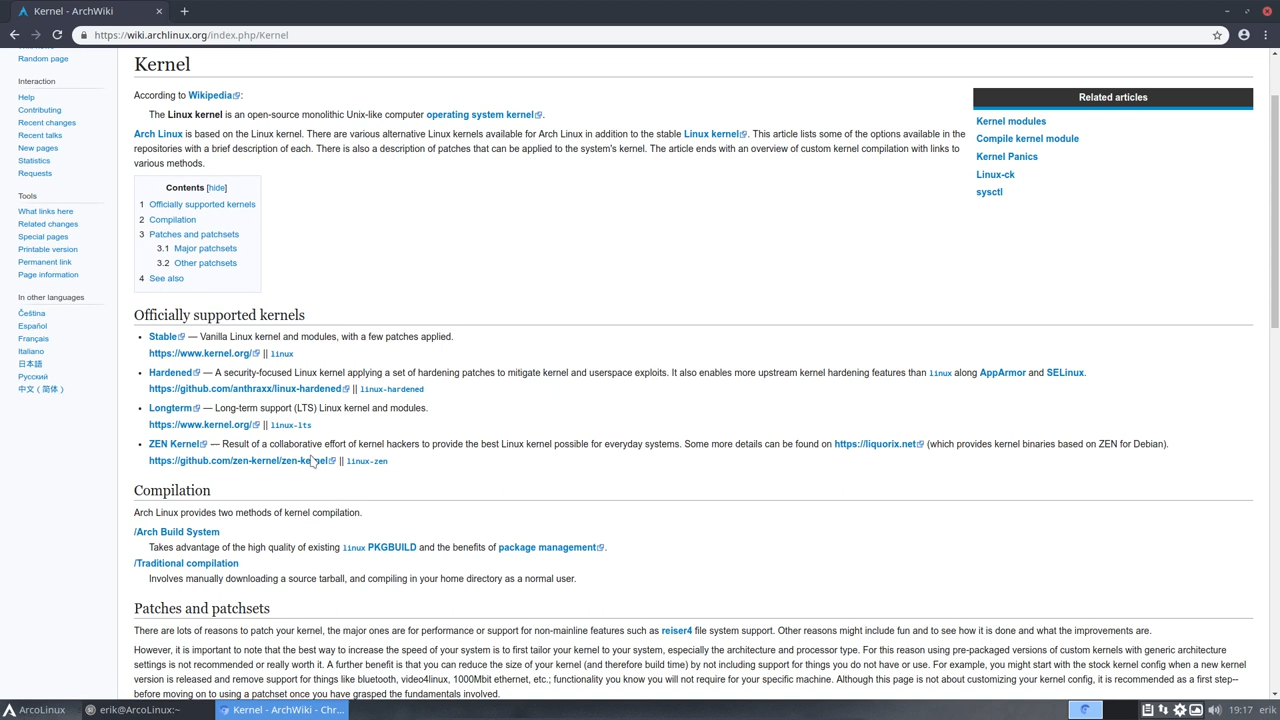 Kernel - ArchWiki
https://wiki.archlinux.org/index.php/Kernel
Random page
Interaction
Help
Contributing
Recent changes
Recent talks
New pages
Statistics
Requests
Tools
What links here
Related changes
Special pages
Printable version
Permanent link
Page information
In other languages
Čeština
Español
Français
Italiano
日本語
Русский
中文（简体）
Kernel
According to Wikipedia:
The Linux kernel is an open-source monolithic Unix-like computer operating system kernel.
Arch Linux is based on the Linux kernel. There are various alternative Linux kernels available for Arch Linux in addition to the stable Linux kernel. This article lists some of the options available in the
repositories with a brief description of each. There is also a description of patches that can be applied to the system's kernel. The article ends with an overview of custom kernel compilation with links to
various methods.
Related articles
Kernel modules
Compile kernel module
Kernel Panics
Linux-ck
sysctl
Contents [hide]
1 Officially supported kernels
2 Compilation
3 Patches and patchsets
3.1 Major patchsets
3.2 Other patchsets
4 See also
Officially supported kernels
• Stable — Vanilla Linux kernel and modules, with a few patches applied.
https://www.kernel.org/ || linux
• Hardened — A security-focused Linux kernel applying a set of hardening patches to mitigate kernel and userspace exploits. It also enables more upstream kernel hardening features than linux along AppArmor and SELinux.
https://github.com/anthraxx/linux-hardened || linux-hardened
• Longterm — Long-term support (LTS) Linux kernel and modules.
https://www.kernel.org/ || linux-lts
• ZEN Kernel — Result of a collaborative effort of kernel hackers to provide the best Linux kernel possible for everyday systems. Some more details can be found on https://liquorix.net (which provides kernel binaries based on ZEN for Debian).
https://github.com/zen-kernel/zen-kernel || linux-zen
Compilation
Arch Linux provides two methods of kernel compilation.
/Arch Build System
Takes advantage of the high quality of existing linux PKGBUILD and the benefits of package management.
/Traditional compilation
Involves manually downloading a source tarball, and compiling in your home directory as a normal user.
Patches and patchsets
There are lots of reasons to patch your kernel, the major ones are for performance or support for non-mainline features such as reiser4 file system support. Other reasons might include fun and to see how it is done and what the improvements are.
However, it is important to note that the best way to increase the speed of your system is to first tailor your kernel to your system, especially the architecture and processor type. For this reason using pre-packaged versions of custom kernels with generic architecture
settings is not recommended or really worth it. A further benefit is that you can reduce the size of your kernel (and therefore build time) by not including support for things you do not have or use. For example, you might start with the stock kernel config when a new kernel
version is released and remove support for things like bluetooth, video4linux, 1000Mbit ethernet, etc.; functionality you know you will not require for your specific machine. Although this page is not about customizing your kernel config, it is recommended as a first step--
before moving on to using a patchset once you have grasped the fundamentals involved.
ArcoLinux
erik@ArcoLinux:~
Kernel - ArchWiki - Chr...
19:17 erik